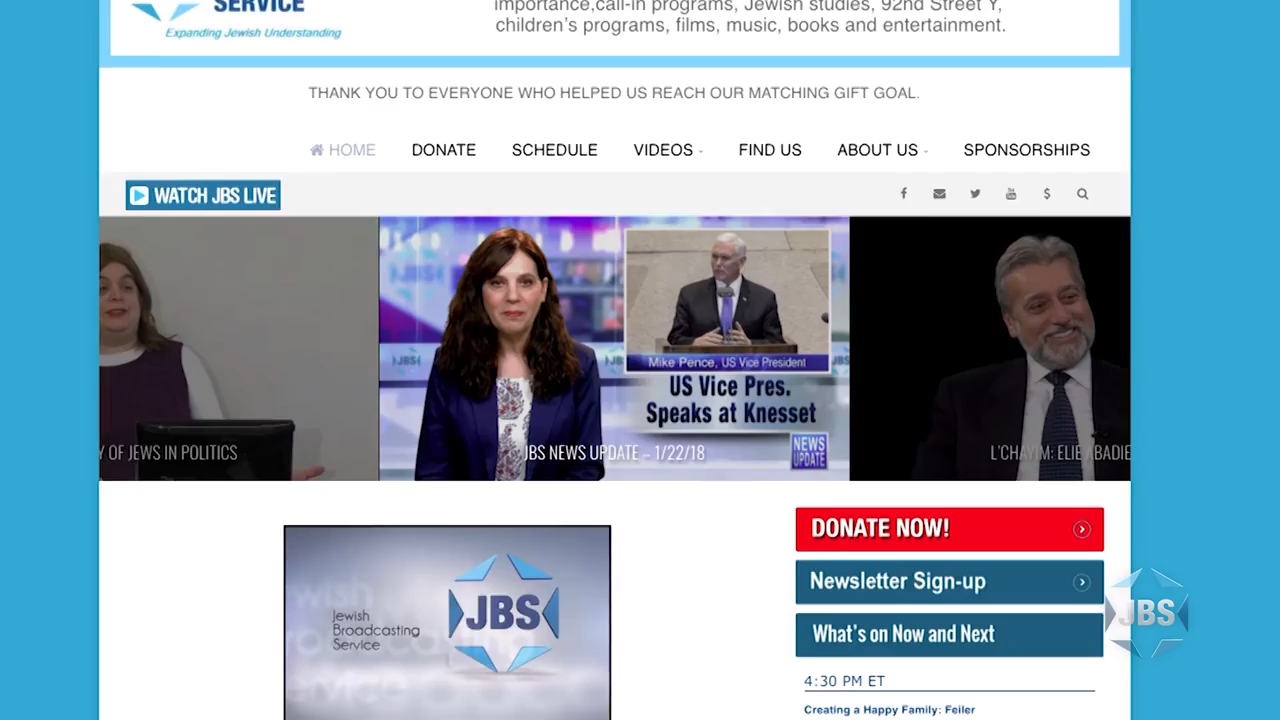 SERVICE
Expanding Jewish Understanding
importance,call-in programs, Jewish studies, 92nd Street Y,
children's programs, films, music, books and entertainment.
THANK YOU TO EVERYONE WHO HELPED US REACH OUR MATCHING GIFT GOAL.
HOME DONATE SCHEDULE VIDEOS FIND US ABOUT US SPONSORSHIPS
WATCH JBS LIVE
JBS
JBS
Mike Pence, US Vice President
US Vice Pres.
Speaks at Knesset
NEWS
UPDATE
Y OF JEWS IN POLITICS
JBS NEWS UPDATE – 1/22/18
L'CHAYIM: ELIE ABADIE
DONATE NOW!
Newsletter Sign-up
What's on Now and Next
Jewish
Broadcasting
Service
JBS
JBS
4:30 PM ET
Creating a Happy Family: Feiler